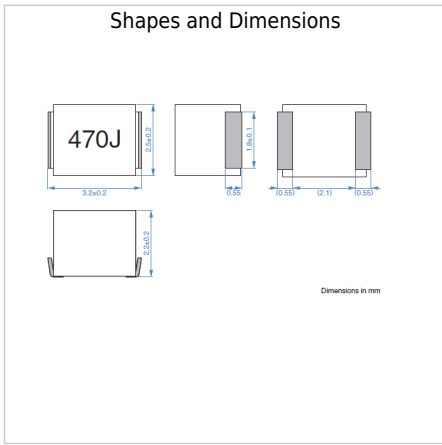 Shapes and Dimensions
470J
2.5±0.2
3.2±0.2
0.55
1.9±0.1
(0.55)
(2.1)
(0.55)
2.2±0.2
Dimensions in mm